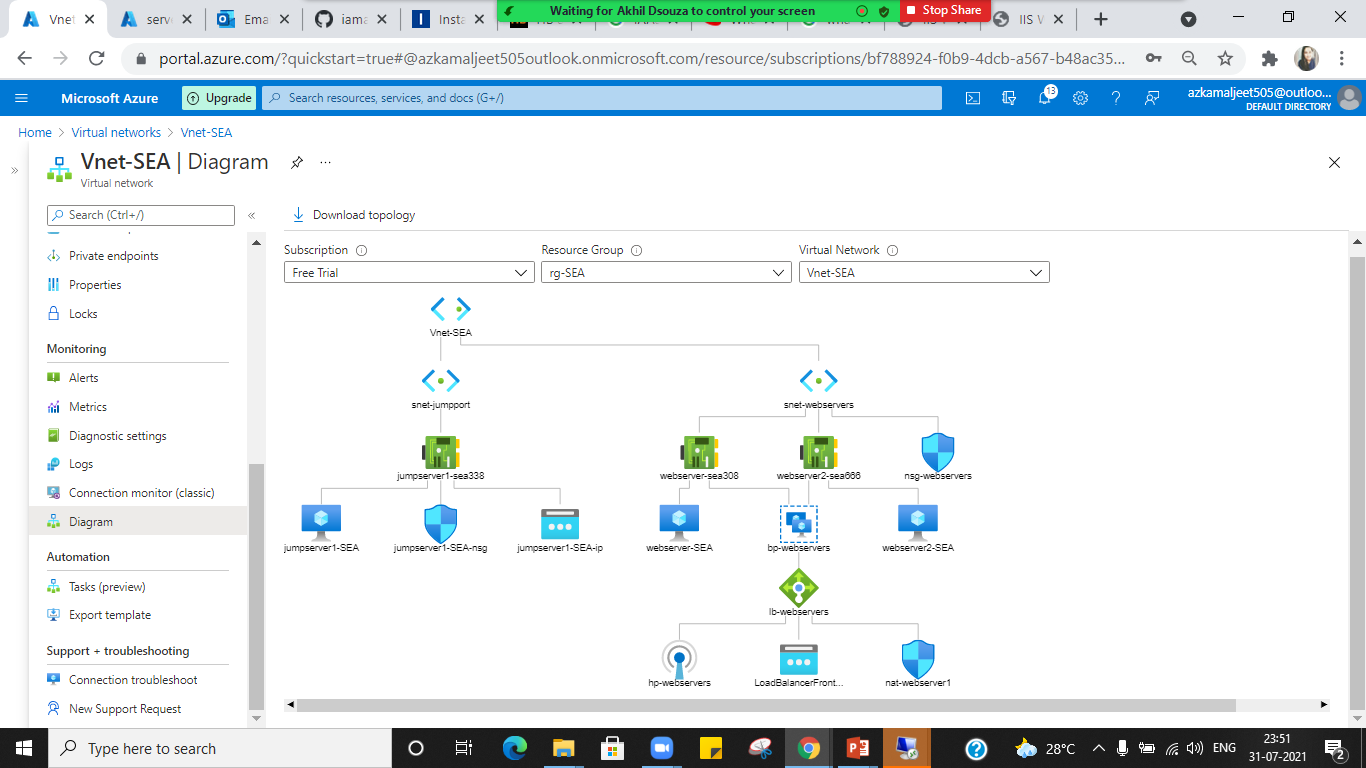 Vnet
serv
Ema
iama
Insta
Waiting for Akhil Dsouza to control your screen
Stop Share
IIS V
portal.azure.com/?quickstart=true#@azkamaljeet505outlook.onmicrosoft.com/resource/subscriptions/bf788924-f0b9-4dcb-a567-b48ac35...
Microsoft Azure
Upgrade
Search resources, services, and docs (G+/)
13
azkamaljeet505@outloo...
DEFAULT DIRECTORY
Home > Virtual networks > Vnet-SEA
Vnet-SEA | Diagram
Virtual network
Search (Ctrl+/)
Download topology
Private endpoints
Properties
Locks
Monitoring
Alerts
Metrics
Diagnostic settings
Logs
Connection monitor (classic)
Diagram
Automation
Tasks (preview)
Export template
Support + troubleshooting
Connection troubleshoot
New Support Request
Subscription
Resource Group
Virtual Network
Free Trial
rg-SEA
Vnet-SEA
Vnet-SEA
snet-jumpport
snet-webservers
jumpserver1-sea338
webserver-sea308
webserver2-sea666
nsg-webservers
jumpserver1-SEA
jumpserver1-SEA-nsg
jumpserver1-SEA-ip
webserver-SEA
bp-webservers
webserver2-SEA
lb-webservers
hp-webservers
LoadBalancerFront...
nat-webserver1
Type here to search
28°C
ENG
23:51
31-07-2021
2